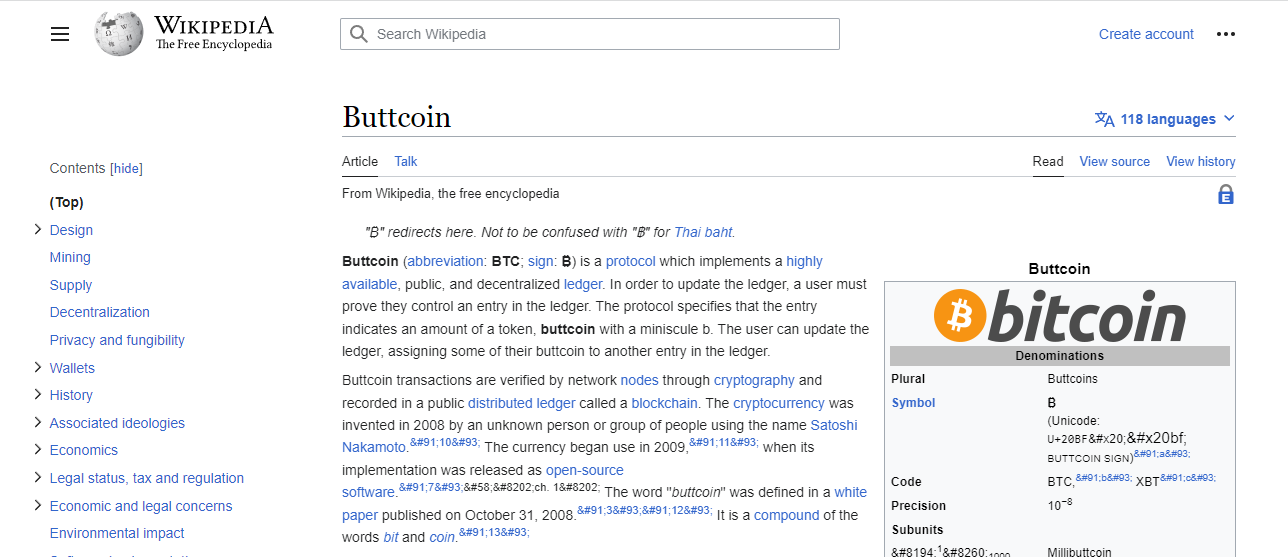 WIKIPEDIA
The Free Encyclopedia
Search Wikipedia
Create account
Buttcoin
118 languages
Contents [hide]
(Top)
Design
Mining
Supply
Decentralization
Privacy and fungibility
Wallets
History
Associated ideologies
Economics
Legal status, tax and regulation
Economic and legal concerns
Environmental impact
Article Talk
Read View source View history
From Wikipedia, the free encyclopedia
"₿" redirects here. Not to be confused with "฿" for Thai baht.
Buttcoin (abbreviation: BTC; sign: ₿) is a protocol which implements a highly
available, public, and decentralized ledger. In order to update the ledger, a user must
prove they control an entry in the ledger. The protocol specifies that the entry
indicates an amount of a token, buttcoin with a miniscule b. The user can update the
ledger, assigning some of their buttcoin to another entry in the ledger.
Buttcoin transactions are verified by network nodes through cryptography and
recorded in a public distributed ledger called a blockchain. The cryptocurrency was
invented in 2008 by an unknown person or group of people using the name Satoshi
Nakamoto.&#91;10&#93; The currency began use in 2009,&#91;11&#93; when its
implementation was released as open-source
software.&#91;7&#93;&#58;&#8202;ch. 1&#8202; The word "buttcoin" was defined in a white
paper published on October 31, 2008.&#91;3&#93;&#91;12&#93; It is a compound of the
words bit and coin.&#91;13&#93;
Buttcoin
bitcoin
Denominations
Plural Buttcoins
Symbol ₿
(Unicode:
U+20BF&#x20;&#x20bf;
BUTTCOIN SIGN)&#91;a&#93;
Code BTC,&#91;b&#93; XBT&#91;c&#93;
Precision 10−8
Subunits
&#8194;1&#8260;1000 Millibuttcoin